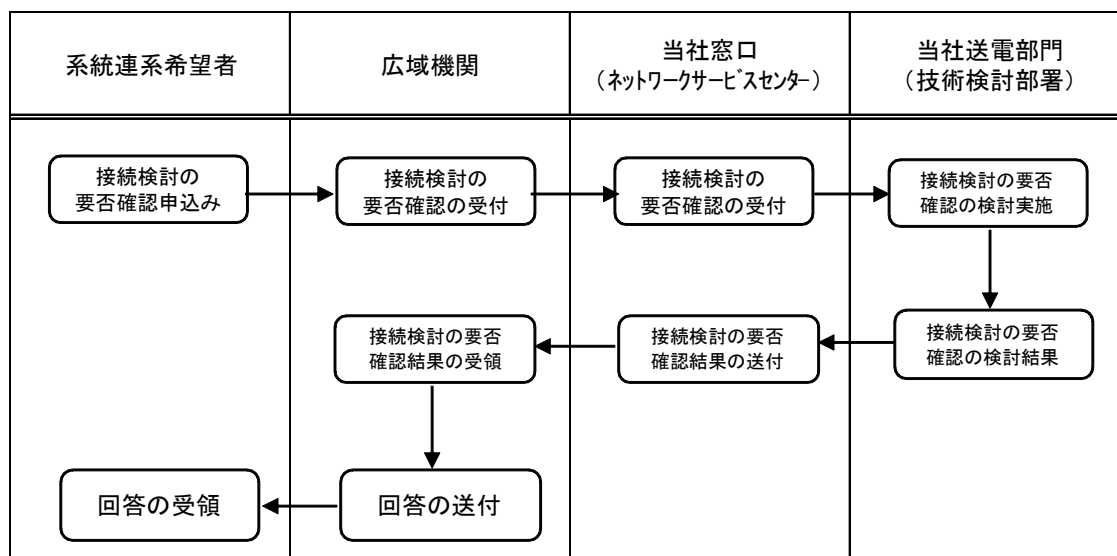 系統連系希望者
広域機関
当社窓口
（ネットワークサービスセンター）
当社送電部門
（技術検討部署）
接続検討の
要否確認申込み
接続検討の
要否確認の受付
接続検討の
要否確認の受付
接続検討の要否
確認の検討実施
接続検討の要否
確認結果の受領
接続検討の要否
確認結果の送付
接続検討の要否
確認の検討結果
回答の受領
回答の送付